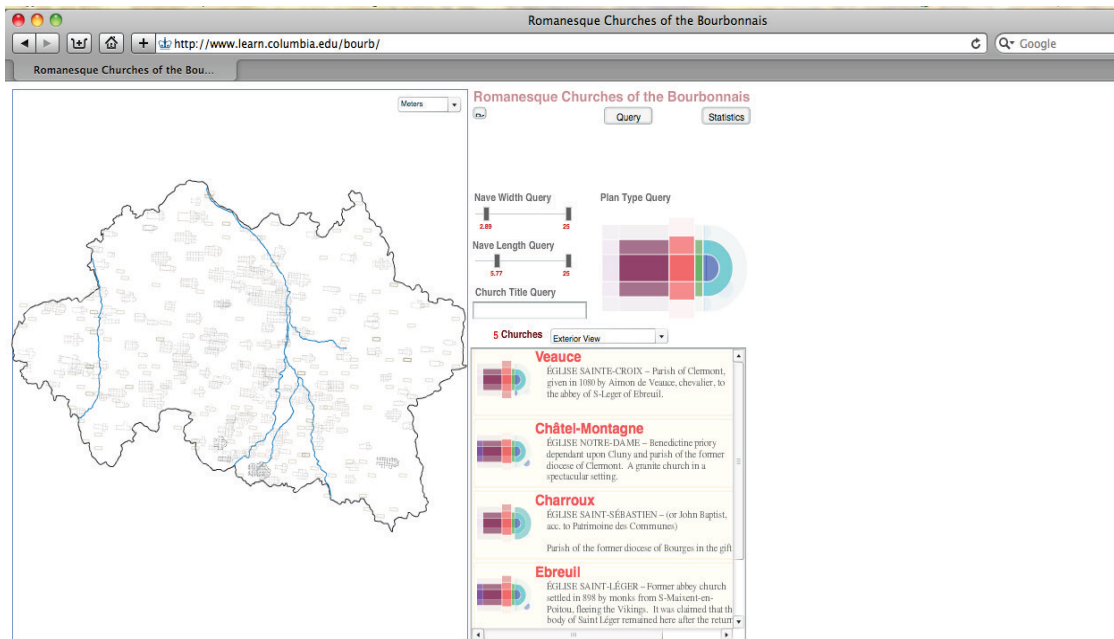 Romanesque Churches of the Bourbonnais
http://www.learn.columbia.edu/bourb/
Google
Romanesque Churches of the Bou...
Meters
Romanesque Churches of the Bourbonnais
Query
Statistics
Nave Width Query
Plan Type Query
2.89
25
Nave Length Query
5.77
25
Church Title Query
5 Churches
Exterior View
Veauce
ÉGLISE SAINTE-CROIX – Parish of Clermont,
given in 1080 by Aimon de Veauce, chevalier, to
the abbey of S-Leger of Ebreuil.
Châtel-Montagne
ÉGLISE NOTRE-DAME – Benedictine priory
dependant upon Cluny and parish of the former
diocese of Clermont. A granite church in a
spectacular setting.
Charroux
ÉGLISE SAINT-SÉBASTIEN – (or John Baptist,
acc. to Patrimoine des Communes)
Parish of the former diocese of Bourges in the gift
Ebreuil
ÉGLISE SAINT-LÉGER – Former abbey church
settled in 898 by monks from S-Maixent-en-
Poitou, fleeing the Vikings. It was claimed that th
body of Saint Léger remained here after the return